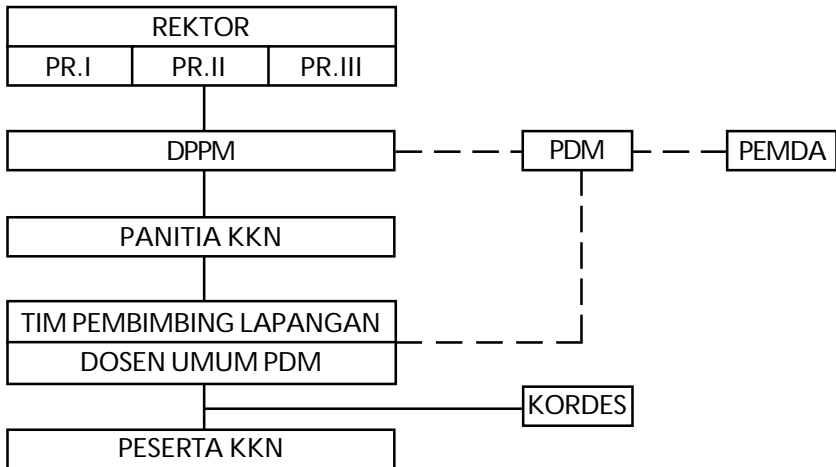 REKTOR
PR.I PR.II PR.III
DPPM PDM PEMDA
PANITIA KKN
TIM PEMBIMBING LAPANGAN
DOSEN UMUM PDM
KORDES
PESERTA KKN